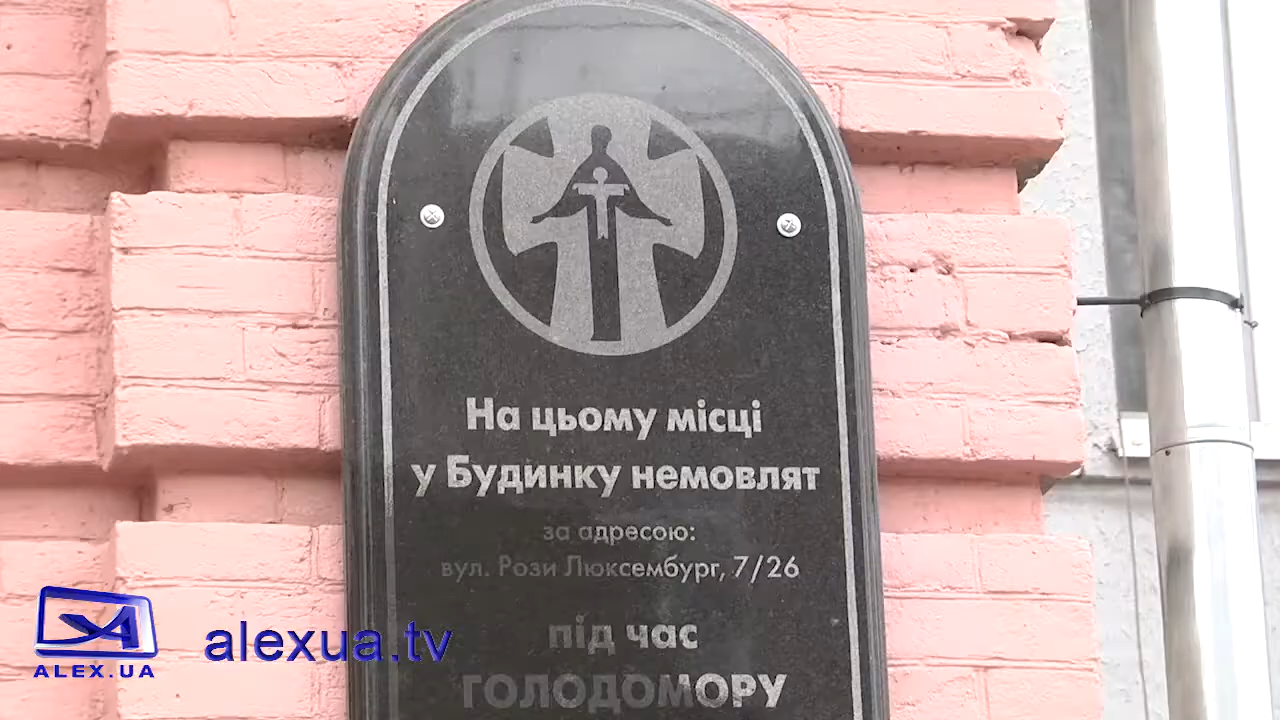 На цьому місці
у Будинку немовлят
за адресою:
вул. Рози Люксембург, 7/26
під час
ГОЛОДОМОРУ
ALEX.UA
alexua.tv